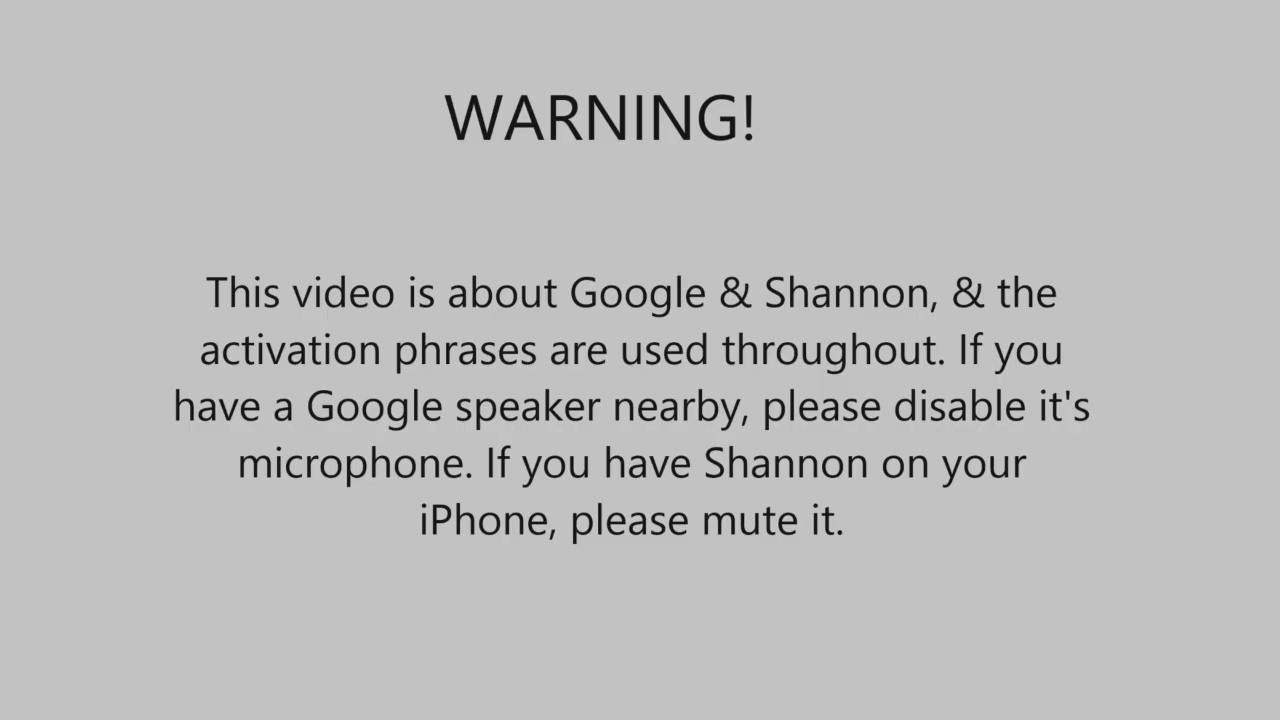 WARNING!
This video is about Google & Shannon, & the
activation phrases are used throughout. If you
have a Google speaker nearby, please disable it's
microphone. If you have Shannon on your
iPhone, please mute it.